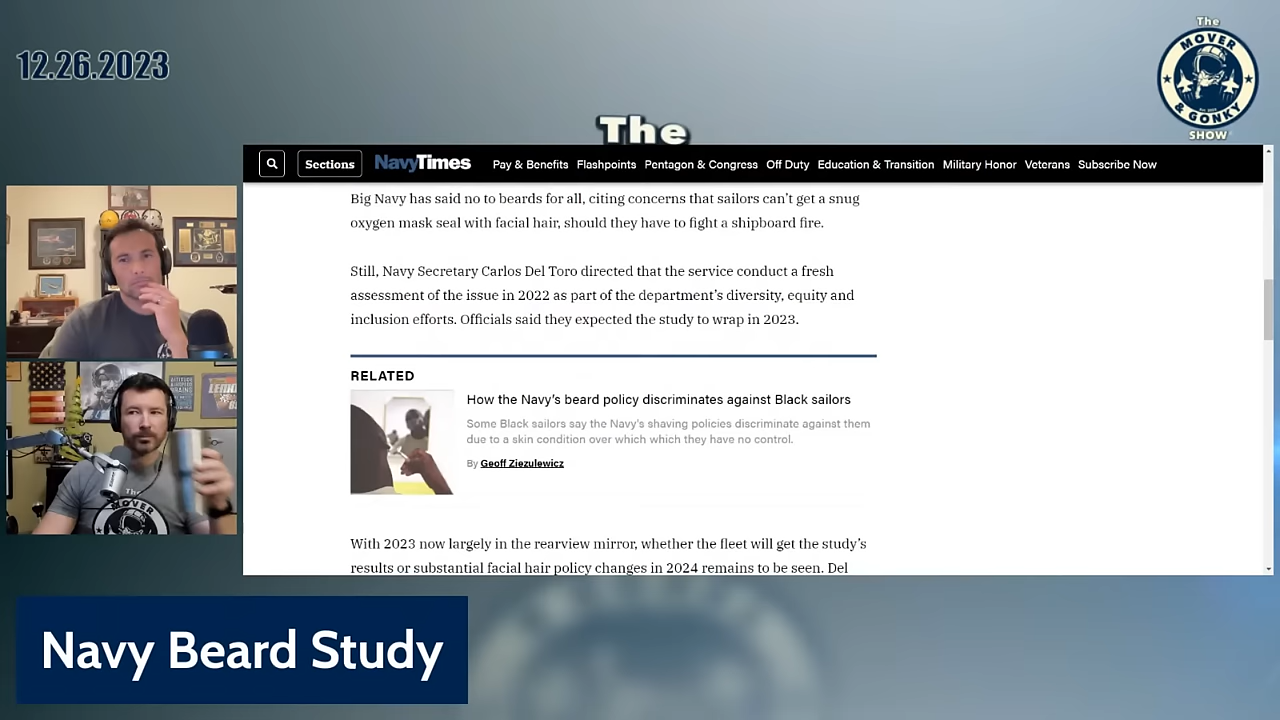 12.26.2023
The
MOVER
& GONKY
SHOW
The
Sections
NavyTimes
Pay & Benefits
Flashpoints
Pentagon & Congress
Off Duty
Education & Transition
Military Honor
Veterans
Subscribe Now
Big Navy has said no to beards for all, citing concerns that sailors can’t get a snug
oxygen mask seal with facial hair, should they have to fight a shipboard fire.
Still, Navy Secretary Carlos Del Toro directed that the service conduct a fresh
assessment of the issue in 2022 as part of the department’s diversity, equity and
inclusion efforts. Officials said they expected the study to wrap in 2023.
RELATED
How the Navy’s beard policy discriminates against Black sailors
Some Black sailors say the Navy’s shaving policies discriminate against them
due to a skin condition over which which they have no control.
By Geoff Ziezulewicz
With 2023 now largely in the rearview mirror, whether the fleet will get the study’s
results or substantial facial hair policy changes in 2024 remains to be seen. Del
The
MOVER
Navy Beard Study